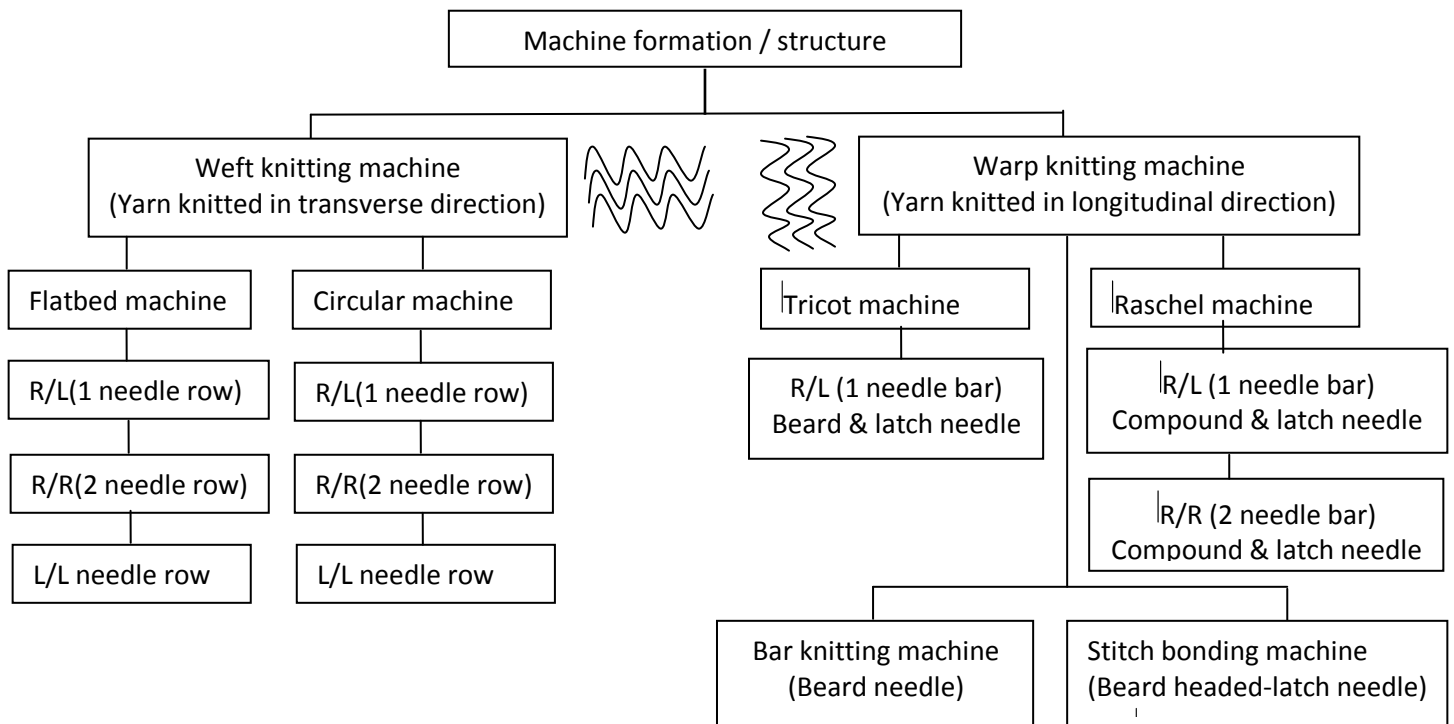 Machine formation / structure
Weft knitting machine
(Yarn knitted in transverse direction)
Warp knitting machine
(Yarn knitted in longitudinal direction)
Flatbed machine
Circular machine
Tricot machine
Raschel machine
R/L(1 needle row)
R/L(1 needle row)
R/L (1 needle bar)
Beard & latch needle
R/L (1 needle bar)
Compound & latch needle
R/R(2 needle row)
R/R(2 needle row)
R/R (2 needle bar)
Compound & latch needle
L/L needle row
L/L needle row
Bar knitting machine
(Beard needle)
Stitch bonding machine
(Beard headed-latch needle)